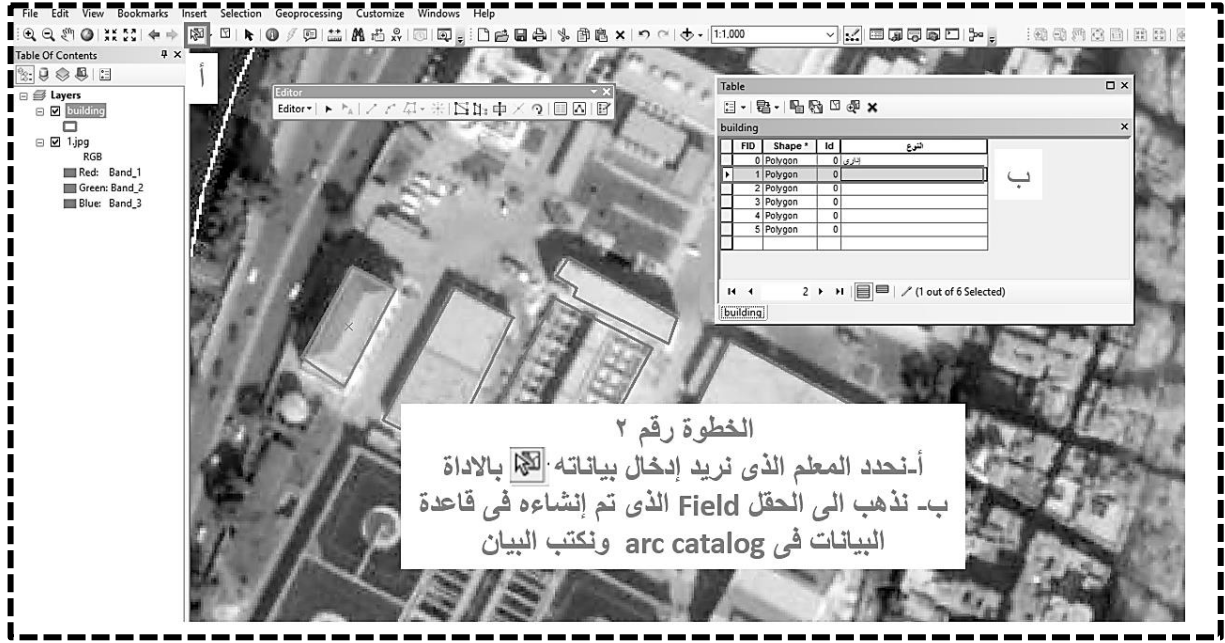 File Edit View Bookmarks Insert Selection Geoprocessing Customize Windows Help
1:1,000
Table Of Contents
Layers
building
1.jpg
RGB
Red: Band_1
Green: Band_2
Blue: Band_3
أ
Editor
Editor
Table
building
FID Shape * Id النوع
0 Polygon 0 إدارى
1 Polygon 0
2 Polygon 0
3 Polygon 0
4 Polygon 0
5 Polygon 0
ب
2 (1 out of 6 Selected)
building
الخطوة رقم ٢
أ-نحدد المعلم الذى نريد إدخال بياناته بالاداة
ب- نذهب الى الحقل Field الذى تم إنشاءه فى قاعدة
البيانات فى arc catalog ونكتب البيان